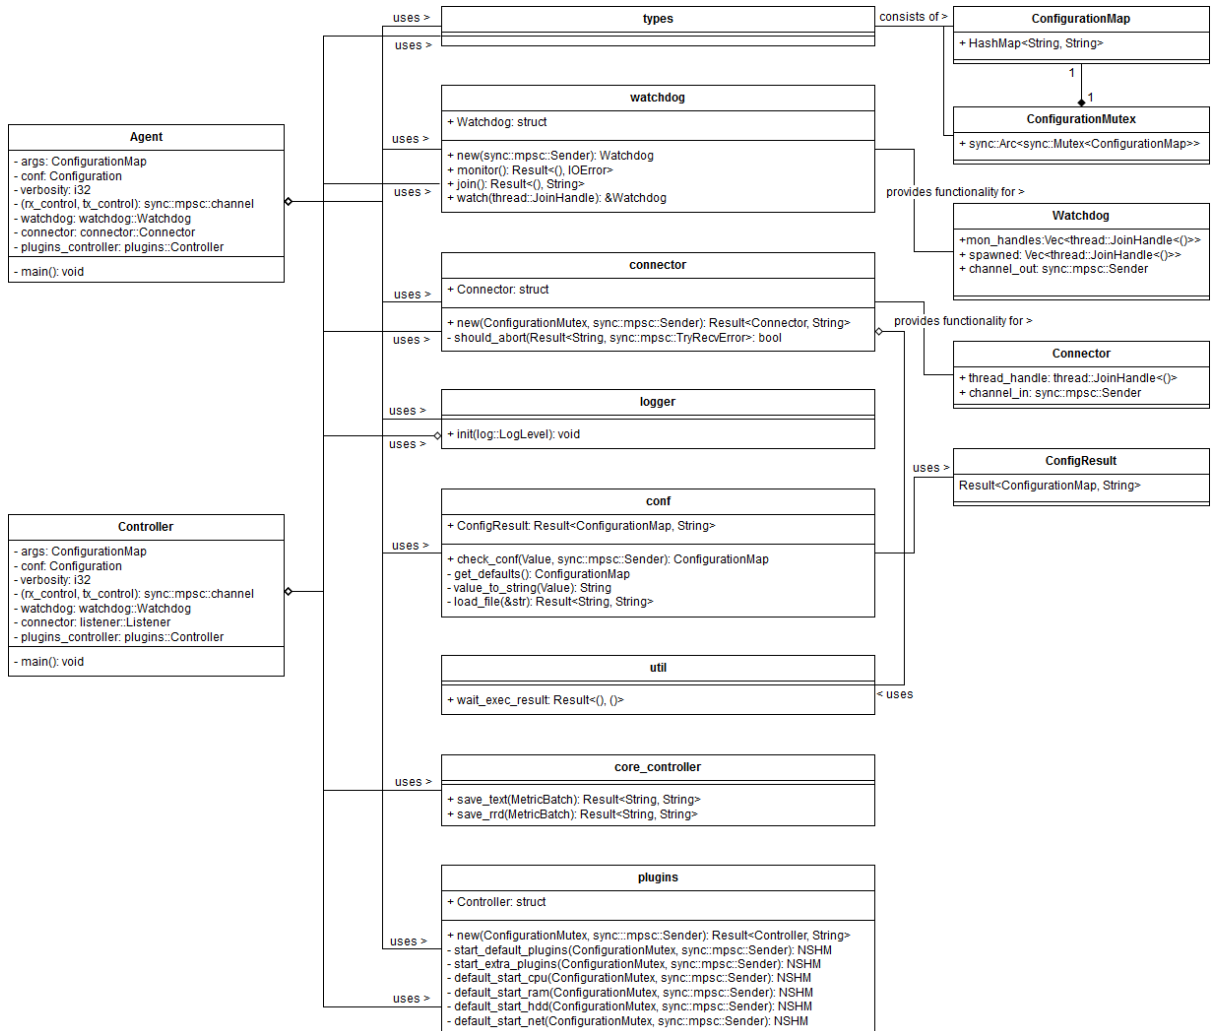 uses >
types
consists of >
ConfigurationMap
uses >
+ HashMap<String, String>
1
1
watchdog
+ Watchdog: struct
ConfigurationMutex
+ sync::Arc<sync::Mutex<ConfigurationMap>>
Agent
- args: ConfigurationMap
- conf: Configuration
- verbosity: i32
- (rx_control, tx_control): sync::mpsc::channel
- watchdog: watchdog::Watchdog
- connector: connector::Connector
- plugins_controller: plugins::Controller
- main(): void
uses >
+ new(sync::mpsc::Sender): Watchdog
+ monitor(): Result<(), IOError>
+ join(): Result<(), String>
+ watch(thread::JoinHandle): &Watchdog
uses >
provides functionality for >
Watchdog
+mon_handles:Vec<thread::JoinHandle<()>>
+ spawned: Vec<thread::JoinHandle<()>>
+ channel_out: sync::mpsc::Sender
connector
+ Connector: struct
uses >
+ new(ConfigurationMutex, sync::mpsc::Sender): Result<Connector, String>
- should_abort(Result<String, sync::mpsc::TryRecvError>: bool
uses >
provides functionality for >
Connector
+ thread_handle: thread::JoinHandle<()>
+ channel_in: sync::mpsc::Sender
logger
uses >
+ init(log::LogLevel): void
uses >
uses >
ConfigResult
Result<ConfigurationMap, String>
conf
+ ConfigResult: Result<ConfigurationMap, String>
uses >
+ check_conf(Value, sync::mpsc::Sender): ConfigurationMap
- get_defaults(): ConfigurationMap
- value_to_string(Value): String
- load_file(&str): Result<String, String>
Controller
- args: ConfigurationMap
- conf: Configuration
- verbosity: i32
- (rx_control, tx_control): sync::mpsc::channel
- watchdog: watchdog::Watchdog
- connector: listener::Listener
- plugins_controller: plugins::Controller
- main(): void
util
+ wait_exec_result: Result<(), ()>
< uses
core_controller
uses >
+ save_text(MetricBatch): Result<String, String>
+ save_rrd(MetricBatch): Result<String, String>
plugins
+ Controller: struct
uses >
+ new(ConfigurationMutex, sync:::mpsc::Sender): Result<Controller, String>
- start_default_plugins(ConfigurationMutex, sync::mpsc::Sender): NSHM
- start_extra_plugins(ConfigurationMutex, sync::mpsc::Sender): NSHM
- default_start_cpu(ConfigurationMutex, sync::mpsc::Sender): NSHM
- default_start_ram(ConfigurationMutex, sync::mpsc::Sender): NSHM
- default_start_hdd(ConfigurationMutex, sync::mpsc::Sender): NSHM
- default_start_net(ConfigurationMutex, sync::mpsc::Sender): NSHM
uses >